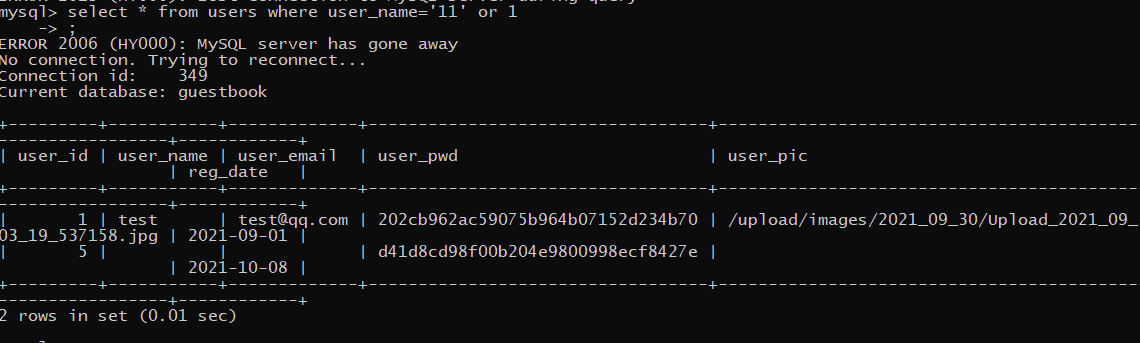 mysql> select * from users where user_name='11' or 1
    -> ;
ERROR 2006 (HY000): MySQL server has gone away
No connection. Trying to reconnect...
Connection id:    349
Current database: guestbook
| user_id | user_name | user_email  | user_pwd                         | user_pic
| reg_date   |
|       1 | test      | test@qq.com | 202cb962ac59075b964b07152d234b70 | /upload/images/2021_09_30/Upload_2021_09_
03_19_537158.jpg | 2021-09-01 |
|       5 |           |             | d41d8cd98f00b204e9800998ecf8427e |
| 2021-10-08 |
2 rows in set (0.01 sec)